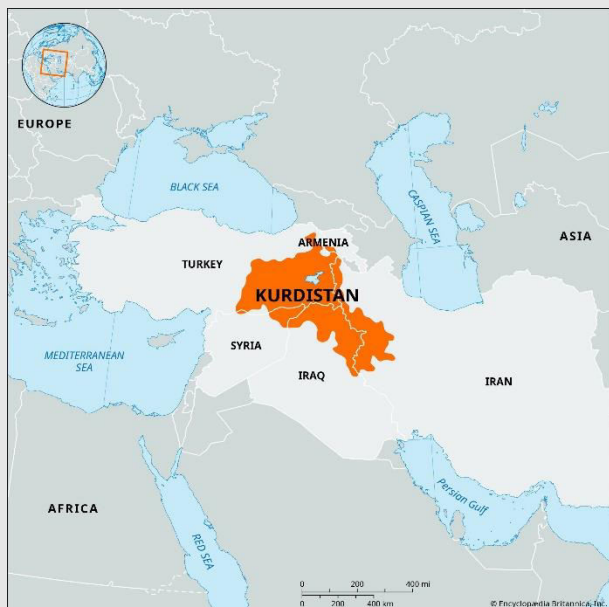 EUROPE
BLACK SEA
CASPIAN SEA
ASIA
ARMENIA
TURKEY
KURDISTAN
SYRIA
MEDITERRANEAN
SEA
IRAQ
IRAN
AFRICA
RED SEA
Persian Gulf
0 200 400 mi
0 200 400 km
© Encyclopædia Britannica, Inc.